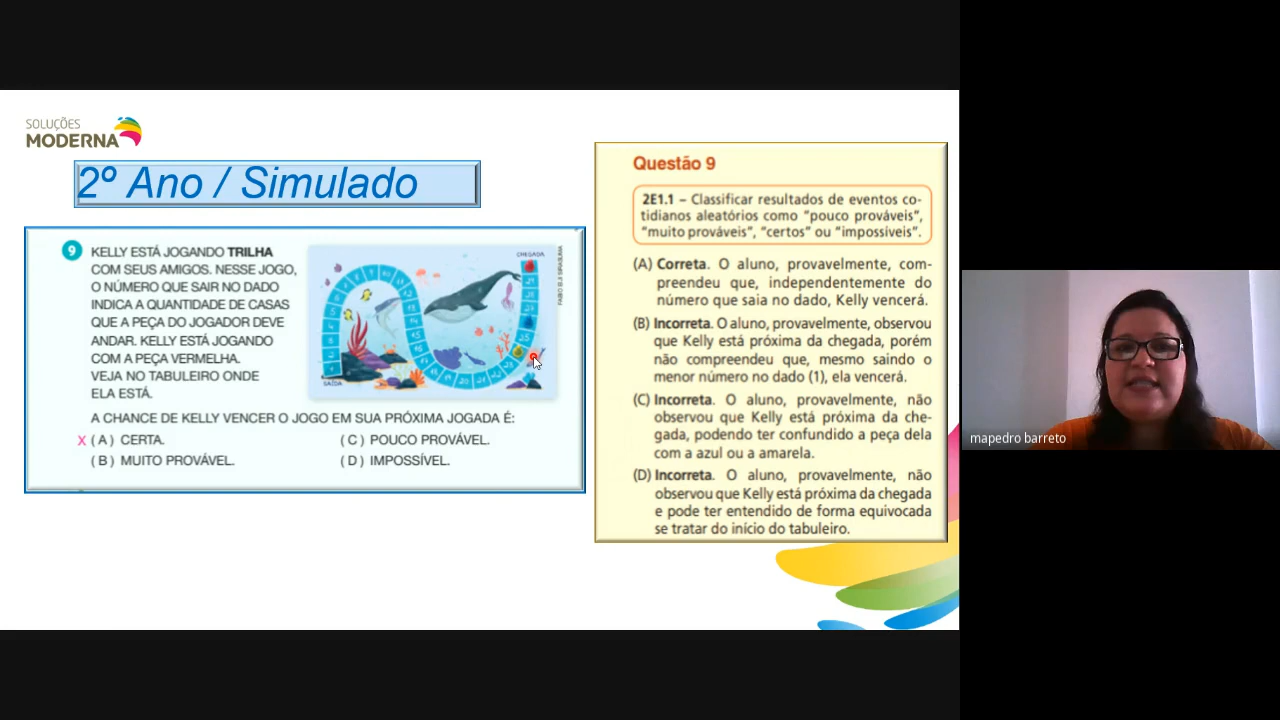 SOLUÇÕES
MODERNA
2º Ano / Simulado
9 KELLY ESTÁ JOGANDO TRILHA
COM SEUS AMIGOS. NESSE JOGO,
O NÚMERO QUE SAIR NO DADO
INDICA A QUANTIDADE DE CASAS
QUE A PEÇA DO JOGADOR DEVE
ANDAR. KELLY ESTÁ JOGANDO
COM A PEÇA VERMELHA.
VEJA NO TABULEIRO ONDE
ELA ESTÁ.
CHEGADA
SAÍDA
A CHANCE DE KELLY VENCER O JOGO EM SUA PRÓXIMA JOGADA É:
X ( A ) CERTA.
( C ) POUCO PROVÁVEL.
( B ) MUITO PROVÁVEL.
( D ) IMPOSSÍVEL.
Questão 9
2E1.1 – Classificar resultados de eventos co-
tidianos aleatórios como “pouco prováveis”,
“muito prováveis”, “certos” ou “impossíveis”.
(A) Correta. O aluno, provavelmente, com-
preendeu que, independentemente do
número que saia no dado, Kelly vencerá.
(B) Incorreta. O aluno, provavelmente, observou
que Kelly está próxima da chegada, porém
não compreendeu que, mesmo saindo o
menor número no dado (1), ela vencerá.
(C) Incorreta. O aluno, provavelmente, não
observou que Kelly está próxima da che-
gada, podendo ter confundido a peça dela
com a azul ou a amarela.
(D) Incorreta. O aluno, provavelmente, não
observou que Kelly está próxima da chegada
e pode ter entendido de forma equivocada
se tratar do início do tabuleiro.
mapedro barreto